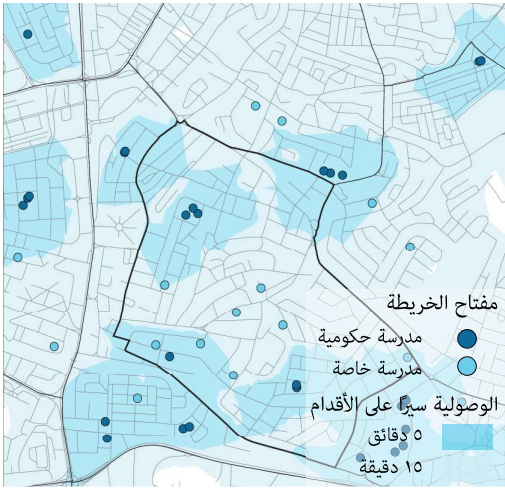 مفتاح الخريطة
مدرسة حكومية
مدرسة خاصة
الوصولية سيرًا على الأقدام
٥ دقائق
١٥ دقيقة